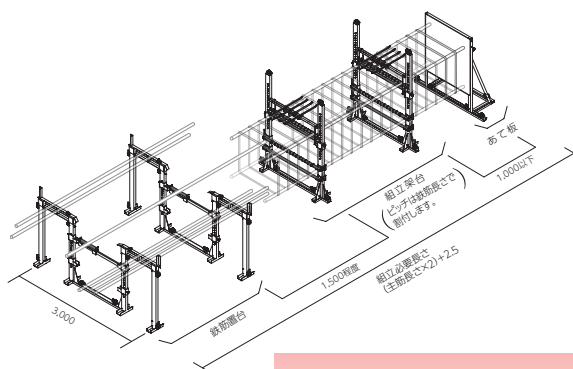 あて板
1,000以下
組立架台
(ピッチは鉄筋長さで
割付します。)
1,500程度
組立必要長さ
(主筋長さ×2)+2.5
鉄筋置台
3,000